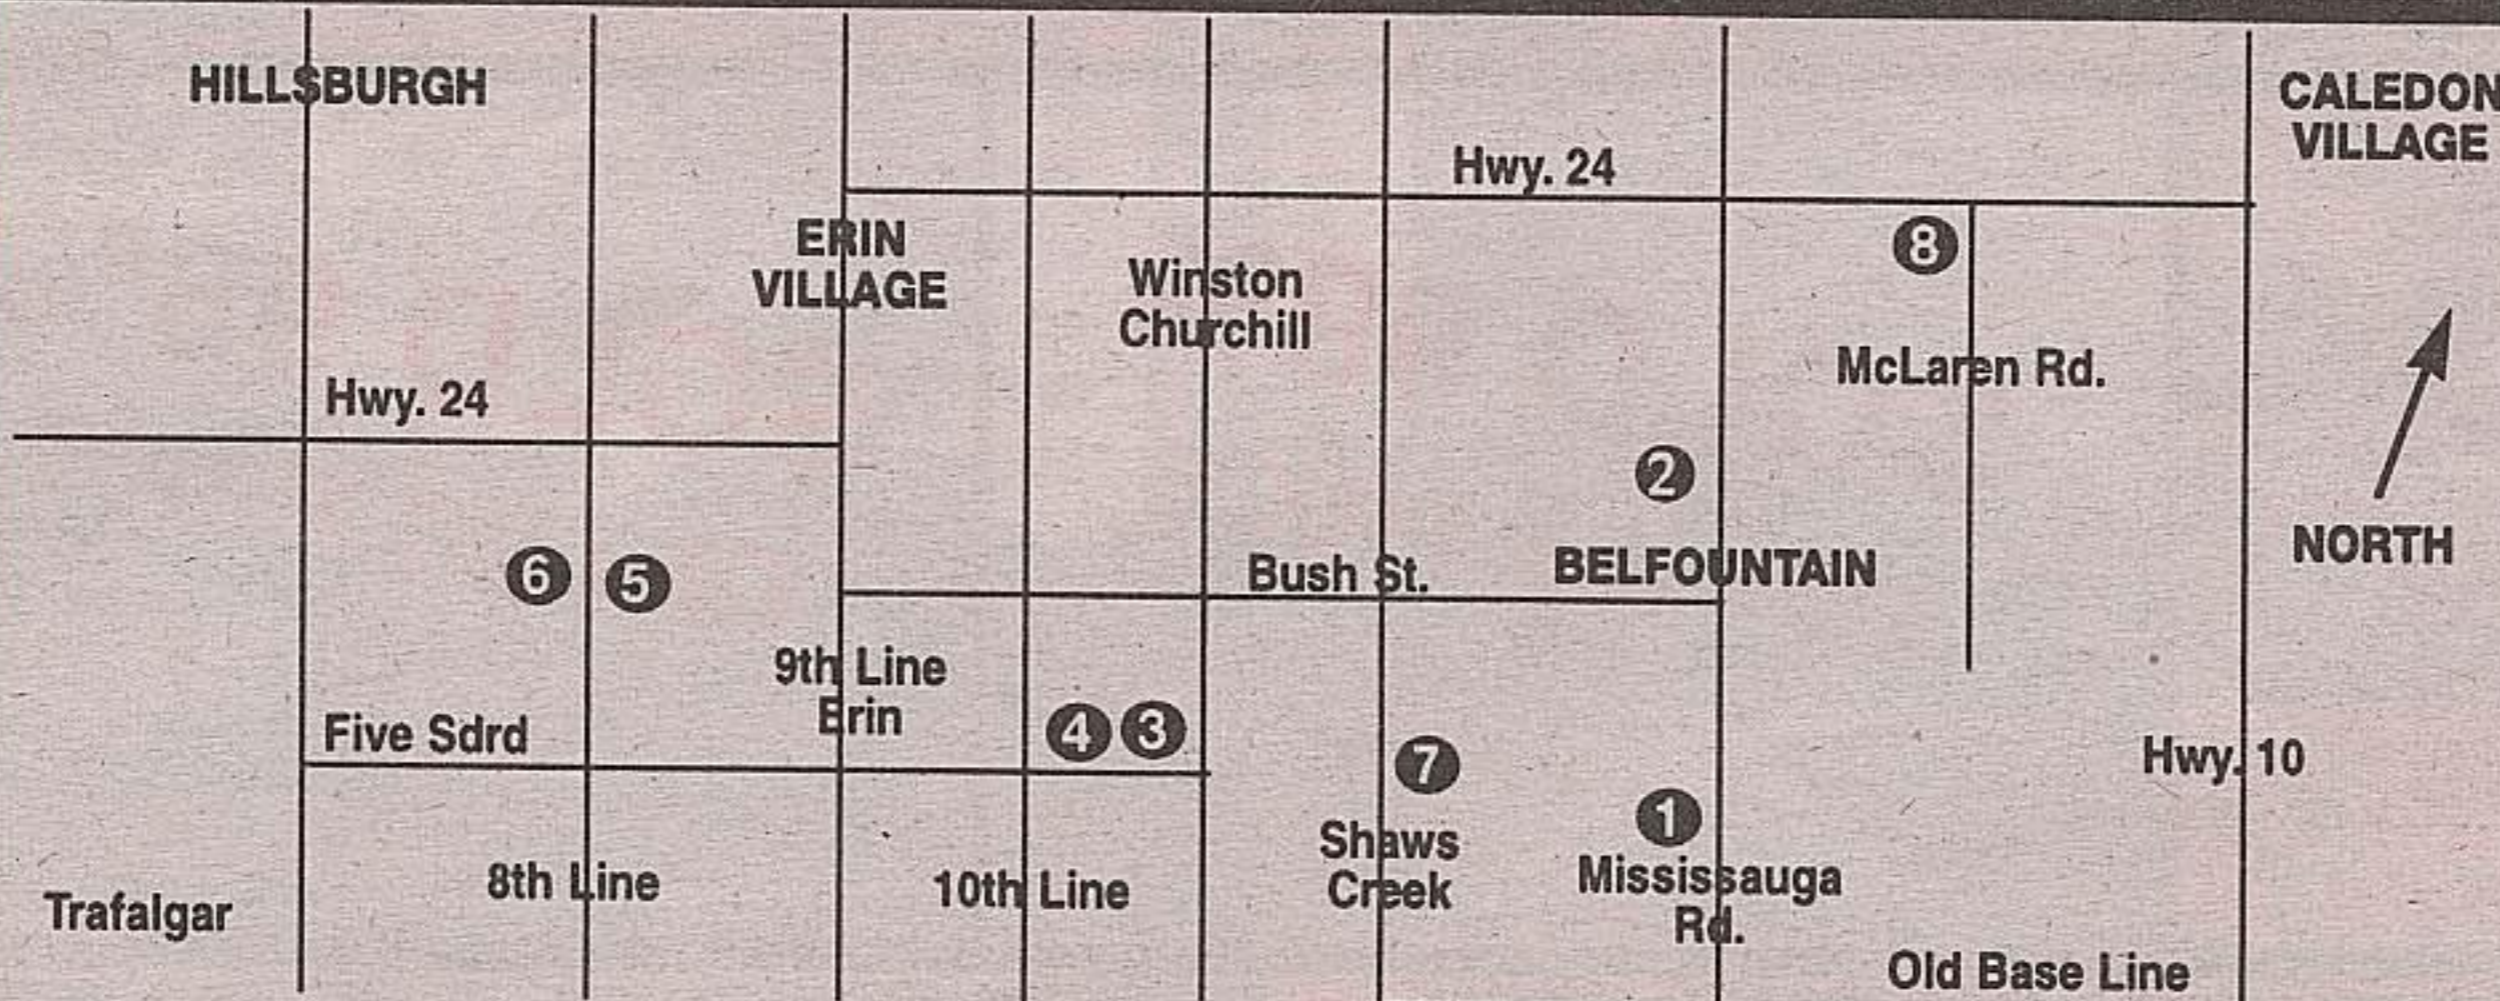 HILLSBURGH
CALEDON
VILLAGE
Hwy. 24
ERIN
VILLAGE
8
Winston
Churchill
McLaren Rd.
Hwy. 24
2
NORTH
6
5
Bush St.
BELFOUNTAIN
9th Line
Erin
Five Sdrd
4
3
7
Hwy. 10
1
Shaws
Creek
8th Line
10th Line
Mississauga
Rd.
Trafalgar
Old Base Line